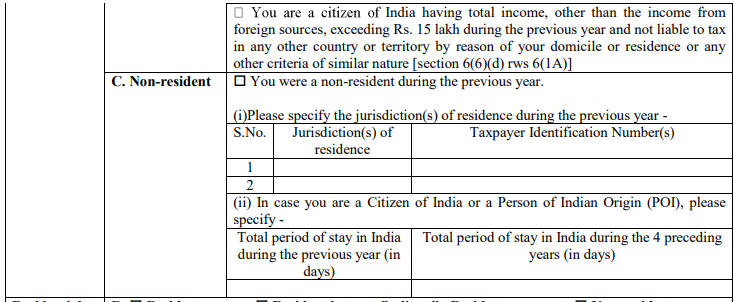 ☐ You are a citizen of India having total income, other than the income from
foreign sources, exceeding Rs. 15 lakh during the previous year and not liable to tax
in any other country or territory by reason of your domicile or residence or any
other criteria of similar nature [section 6(6)(d) rws 6(1A)]
C. Non-resident
☐ You were a non-resident during the previous year.
(i)Please specify the jurisdiction(s) of residence during the previous year -
S.No. Jurisdiction(s) of residence Taxpayer Identification Number(s)
1
2
(ii) In case you are a Citizen of India or a Person of Indian Origin (POI), please
specify -
Total period of stay in India during the previous year (in days) Total period of stay in India during the 4 preceding years (in days)